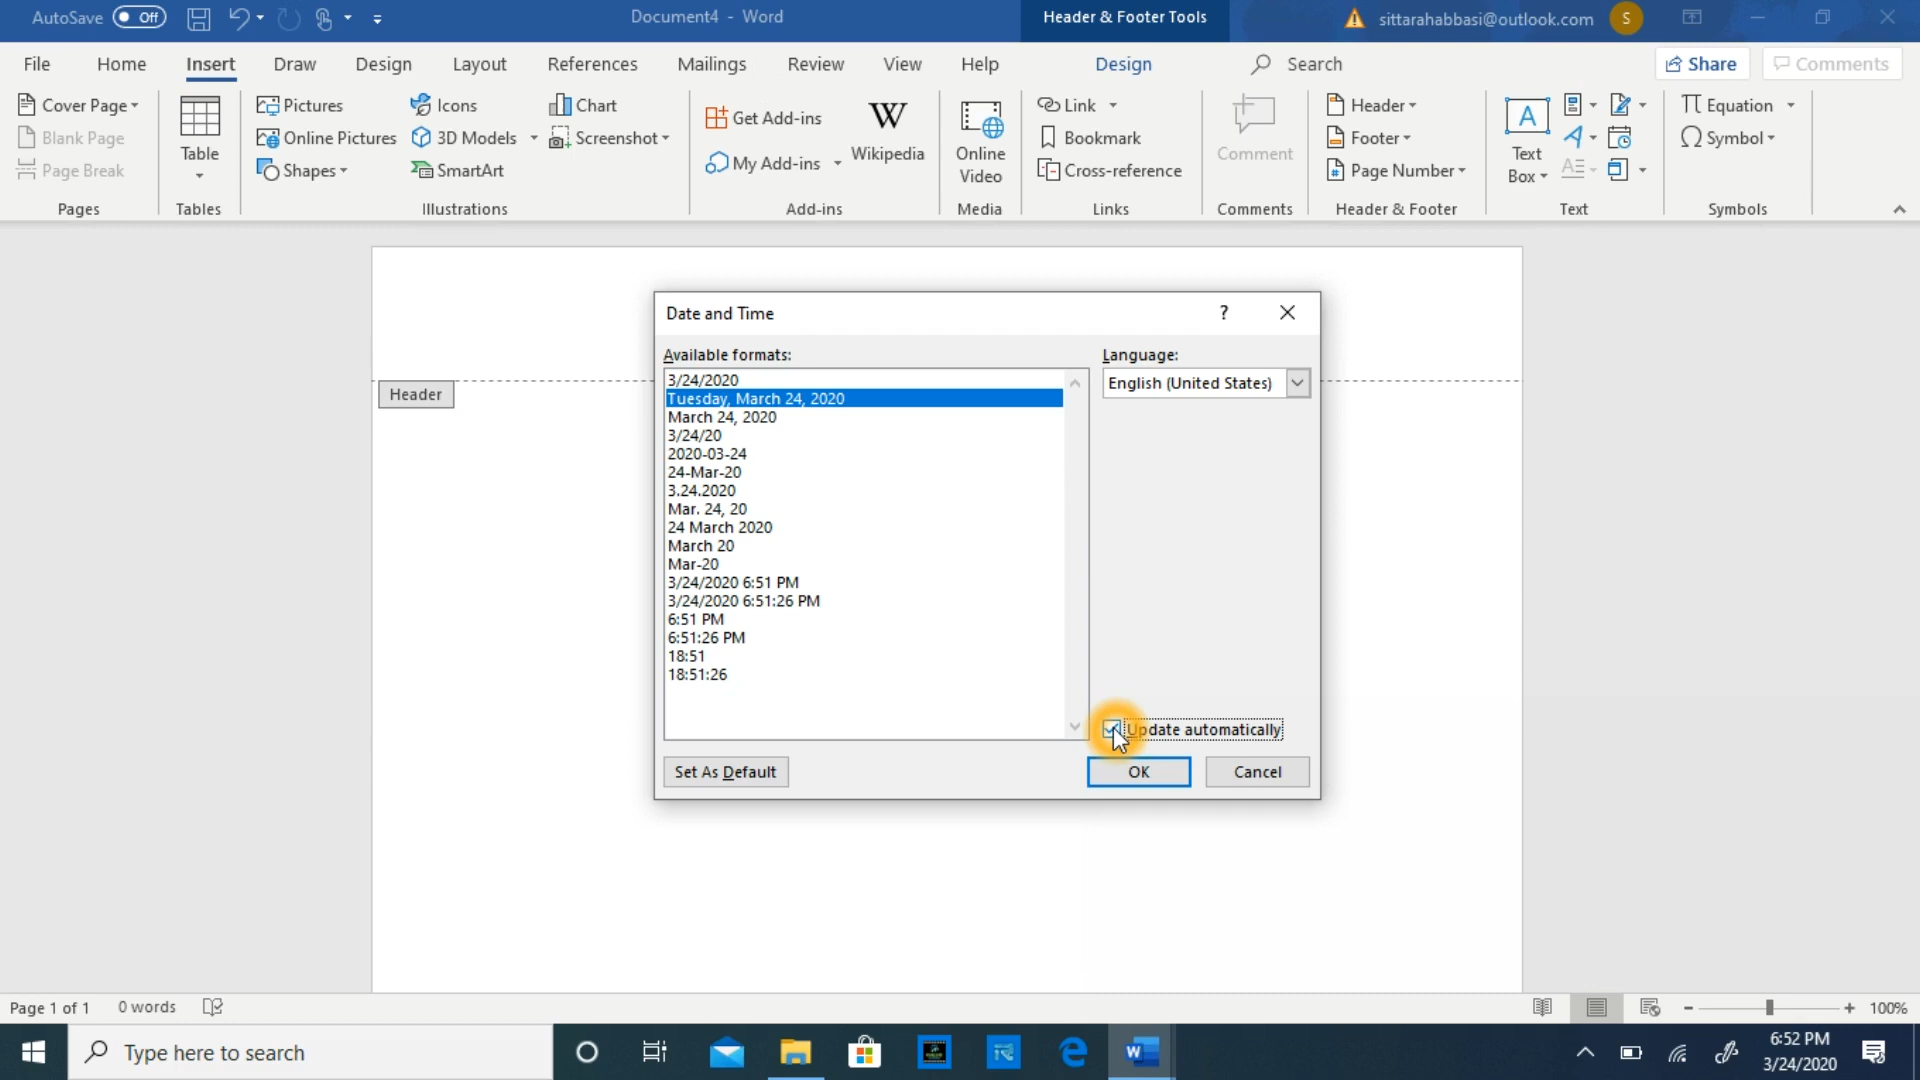 AutoSave Off Document4 - Word Header & Footer Tools sittarahabbasi@outlook.com S
File Home Insert Draw Design Layout References Mailings Review View Help Design Search Share Comments
Cover Page
Blank Page
Page Break
Pages
Table
Tables
Pictures
Online Pictures
Shapes
Icons
3D Models
SmartArt
Chart
Screenshot
Illustrations
Get Add-ins
My Add-ins
Wikipedia
Add-ins
Online
Video
Media
Link
Bookmark
Cross-reference
Links
Comment
Comments
Header
Footer
Page Number
Header & Footer
A
Text
Box
Text
Equation
Symbol
Symbols
Header
Date and Time ?
Available formats:
3/24/2020
Tuesday, March 24, 2020
March 24, 2020
3/24/20
2020-03-24
24-Mar-20
3.24.2020
Mar. 24, 20
24 March 2020
March 20
Mar-20
3/24/2020 6:51 PM
3/24/2020 6:51:26 PM
6:51 PM
6:51:26 PM
18:51
18:51:26
Language:
English (United States)
Update automatically
Set As Default OK Cancel
Page 1 of 1 0 words 100%
Type here to search
6:52 PM
3/24/2020